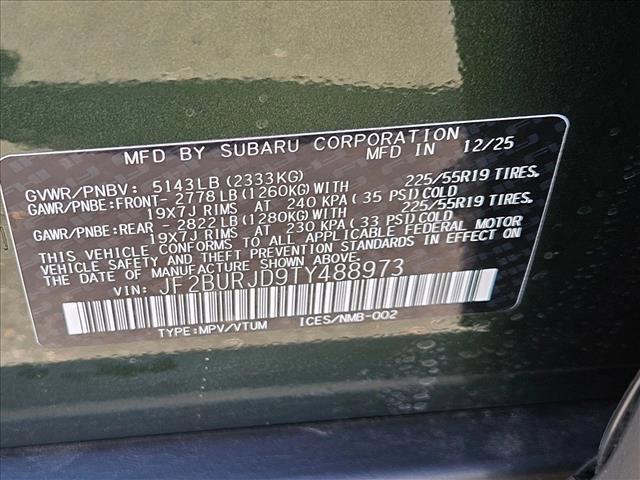 MFD BY SUBARU CORPORATION
MFD IN 12/25
GVWR/PNBV: 5143LB (2333KG)
GAWR/PNBE:FRONT- 2778LB (1260KG)WITH 225/55R19 TIRES.
19X7J RIMS AT 240 KPA (35 PSI)COLD
GAWR/PNBE:REAR - 2822LB (1280KG)WITH 225/55R19 TIRES.
19X7J RIMS AT 230 KPA (33 PSI)COLD
THIS VEHICLE CONFORMS TO ALL APPLICABLE FEDERAL MOTOR
VEHICLE SAFETY AND THEFT PREVENTION STANDARDS IN EFFECT ON
THE DATE OF MANUFACTURE SHOWN ABOVE.
VIN: JF2BURJD9TY488973
TYPE:MPV/VTUM ICES/NMB-002